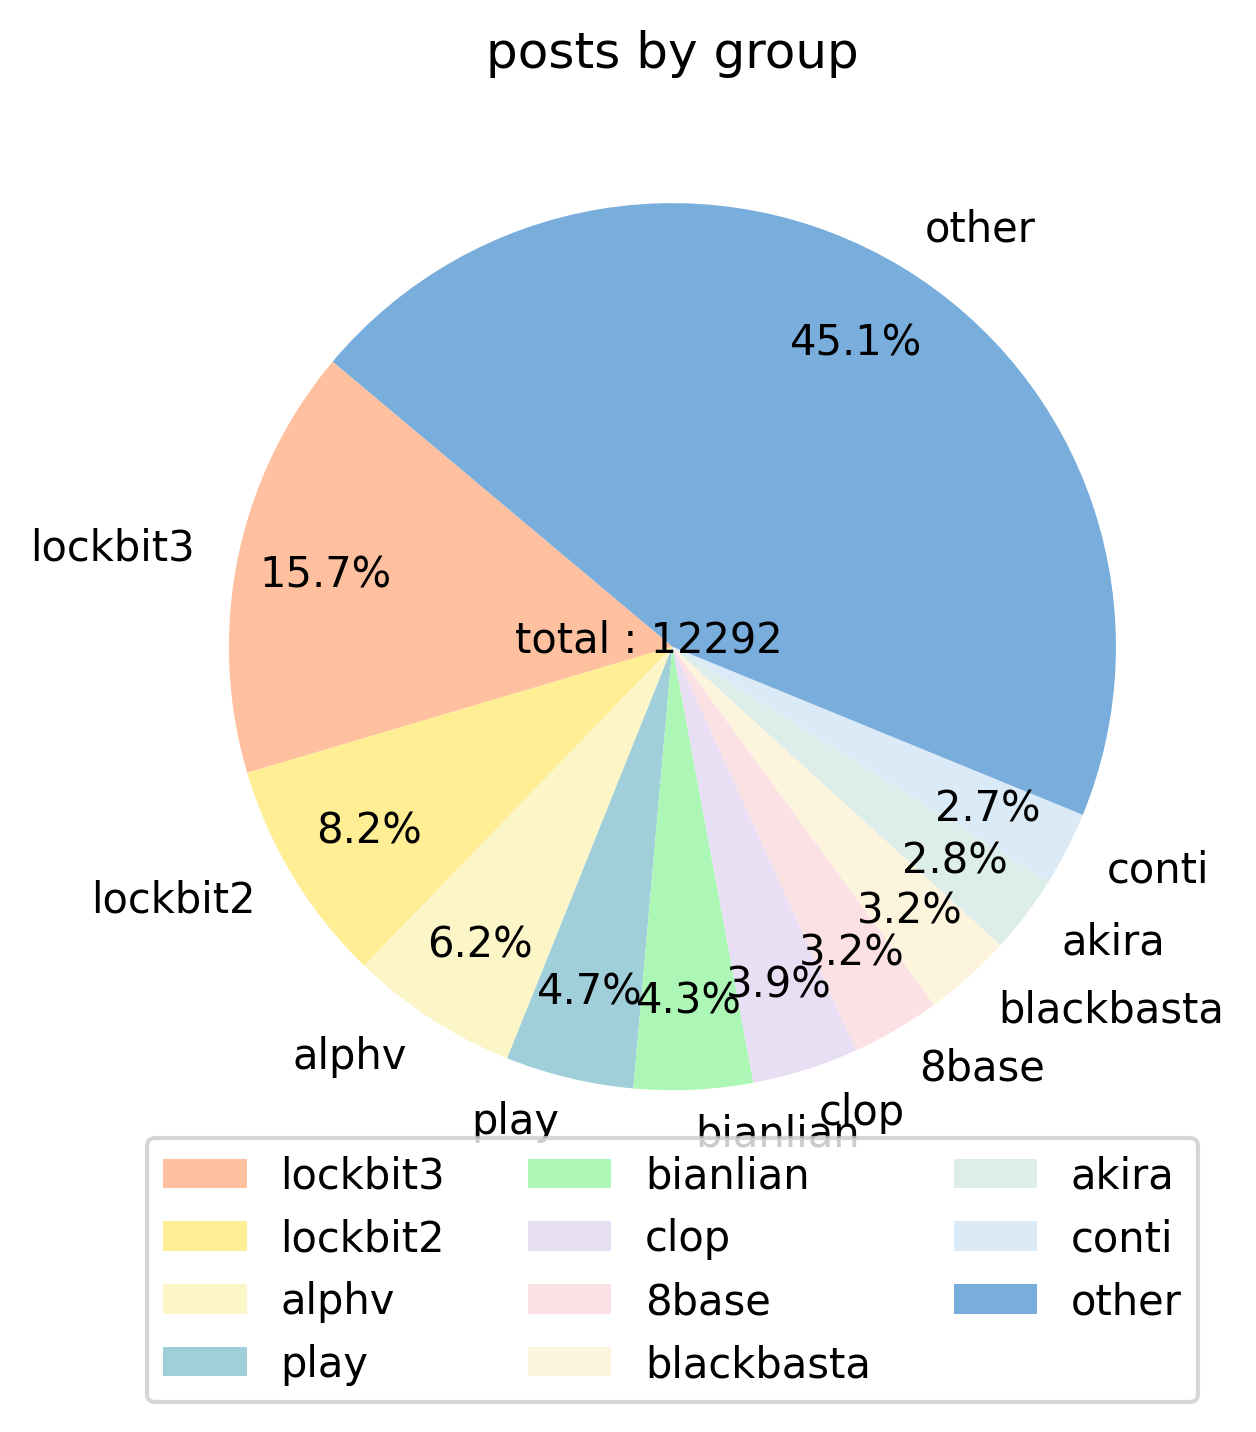 posts by group
other
45.1%
lockbit3
15.7%
total : 12292
2.7%
8.2%
2.8%
conti
lockbit2
3.2%
akira
6.2%
3.2%
4.7%
4.3%
3.9%
blackbasta
alphv
8base
play
bianlian
clop
lockbit3
lockbit2
alphv
play
bianlian
clop
8base
blackbasta
akira
conti
other